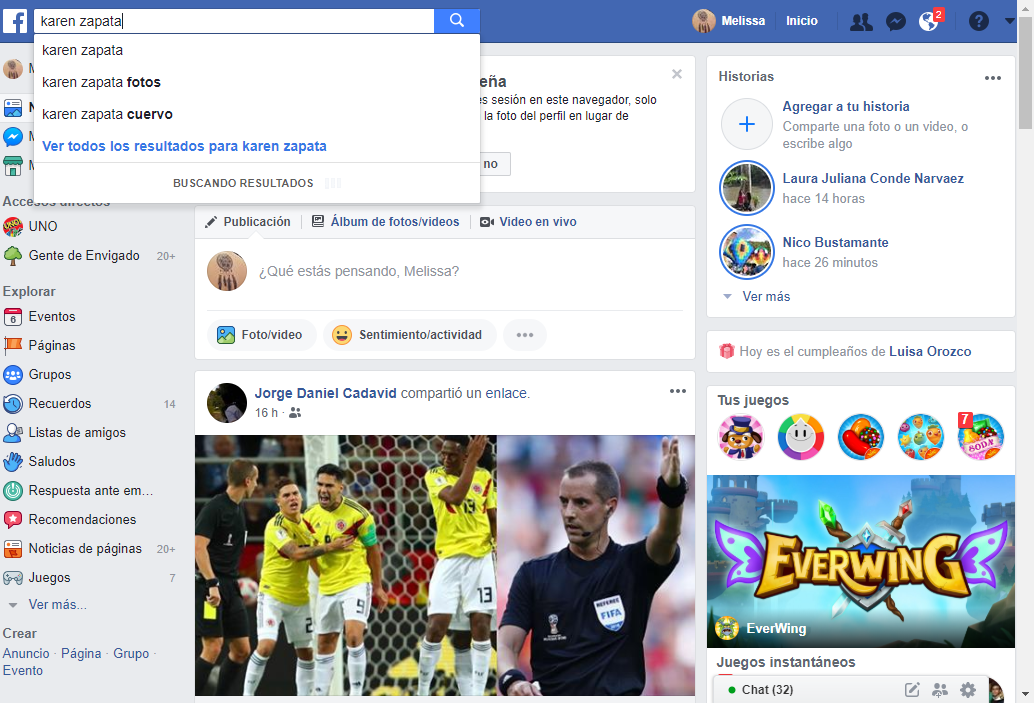 karen zapata
Melissa
Inicio
2
karen zapata
karen zapata fotos
karen zapata cuervo
Ver todos los resultados para karen zapata
BUSCANDO RESULTADOS
eña
es sesión en este navegador, solo
la foto del perfil en lugar de
no
Accesos directos
UNO
Gente de Envigado 20+
Explorar
6
Eventos
Páginas
Grupos
Recuerdos 14
Listas de amigos
Saludos
Respuesta ante em...
Recomendaciones
Noticias de páginas 20+
Juegos 7
Ver más...
Crear
Anuncio · Página · Grupo ·
Evento
Publicación
Álbum de fotos/videos
Video en vivo
¿Qué estás pensando, Melissa?
Foto/video
Sentimiento/actividad
Jorge Daniel Cadavid compartió un enlace.
16 h ·
9
13
REFEREE
FIFA
Historias
Agregar a tu historia
Comparte una foto o un video, o
escribe algo
Laura Juliana Conde Narvaez
hace 14 horas
Nico Bustamante
hace 26 minutos
Ver más
Hoy es el cumpleaños de Luisa Orozco
Tus juegos
7
SODA
EVERWING
EverWing
Juegos instantáneos
Chat (32)